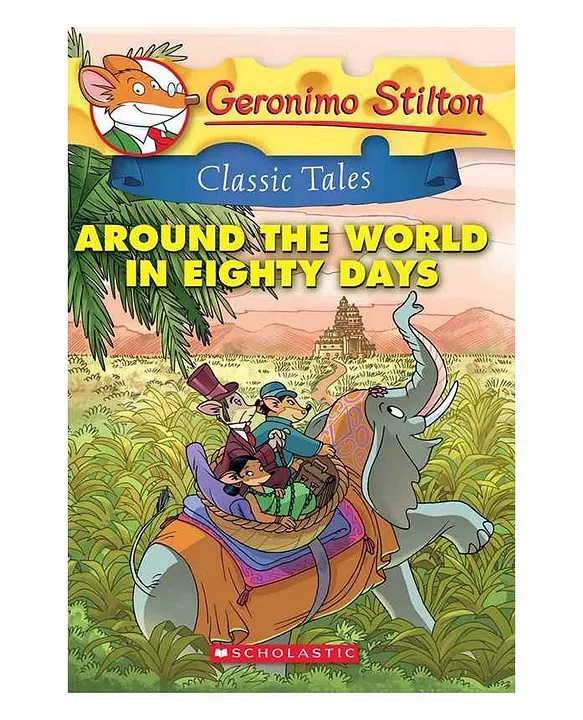 Geronimo Stilton
Classic Tales
AROUND THE WORLD
IN EIGHTY DAYS
SCHOLASTIC